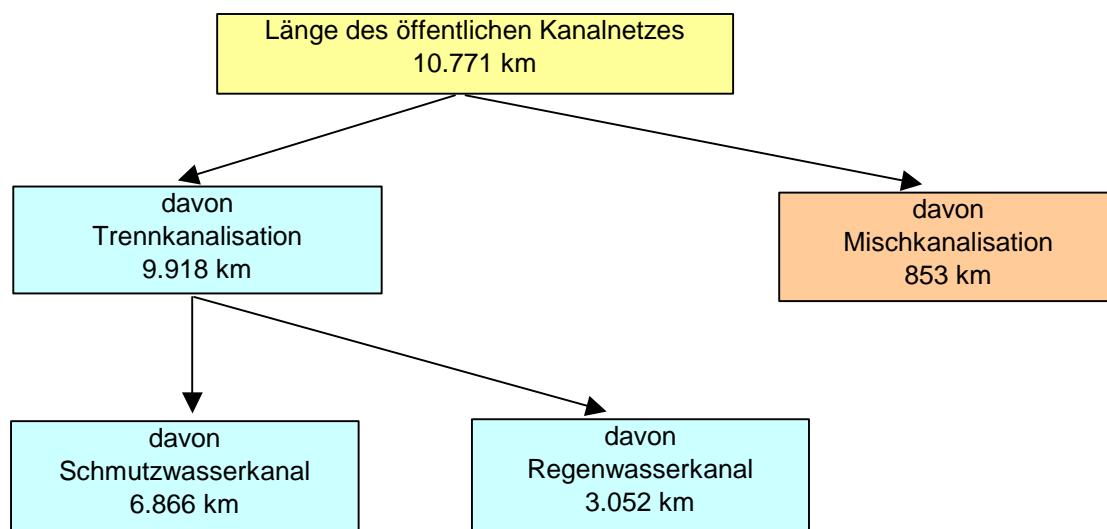 Länge des öffentlichen Kanalnetzes
10.771 km
davon
Trennkanalisation
9.918 km
davon
Mischkanalisation
853 km
davon
Schmutzwasserkanal
6.866 km
davon
Regenwasserkanal
3.052 km